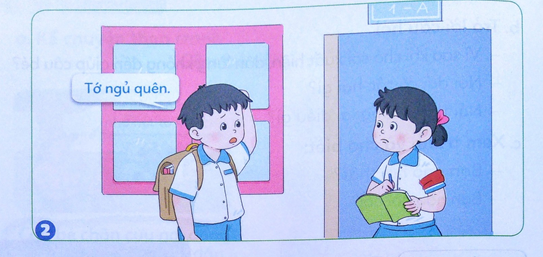 1 - A
Tớ ngủ quên.
2